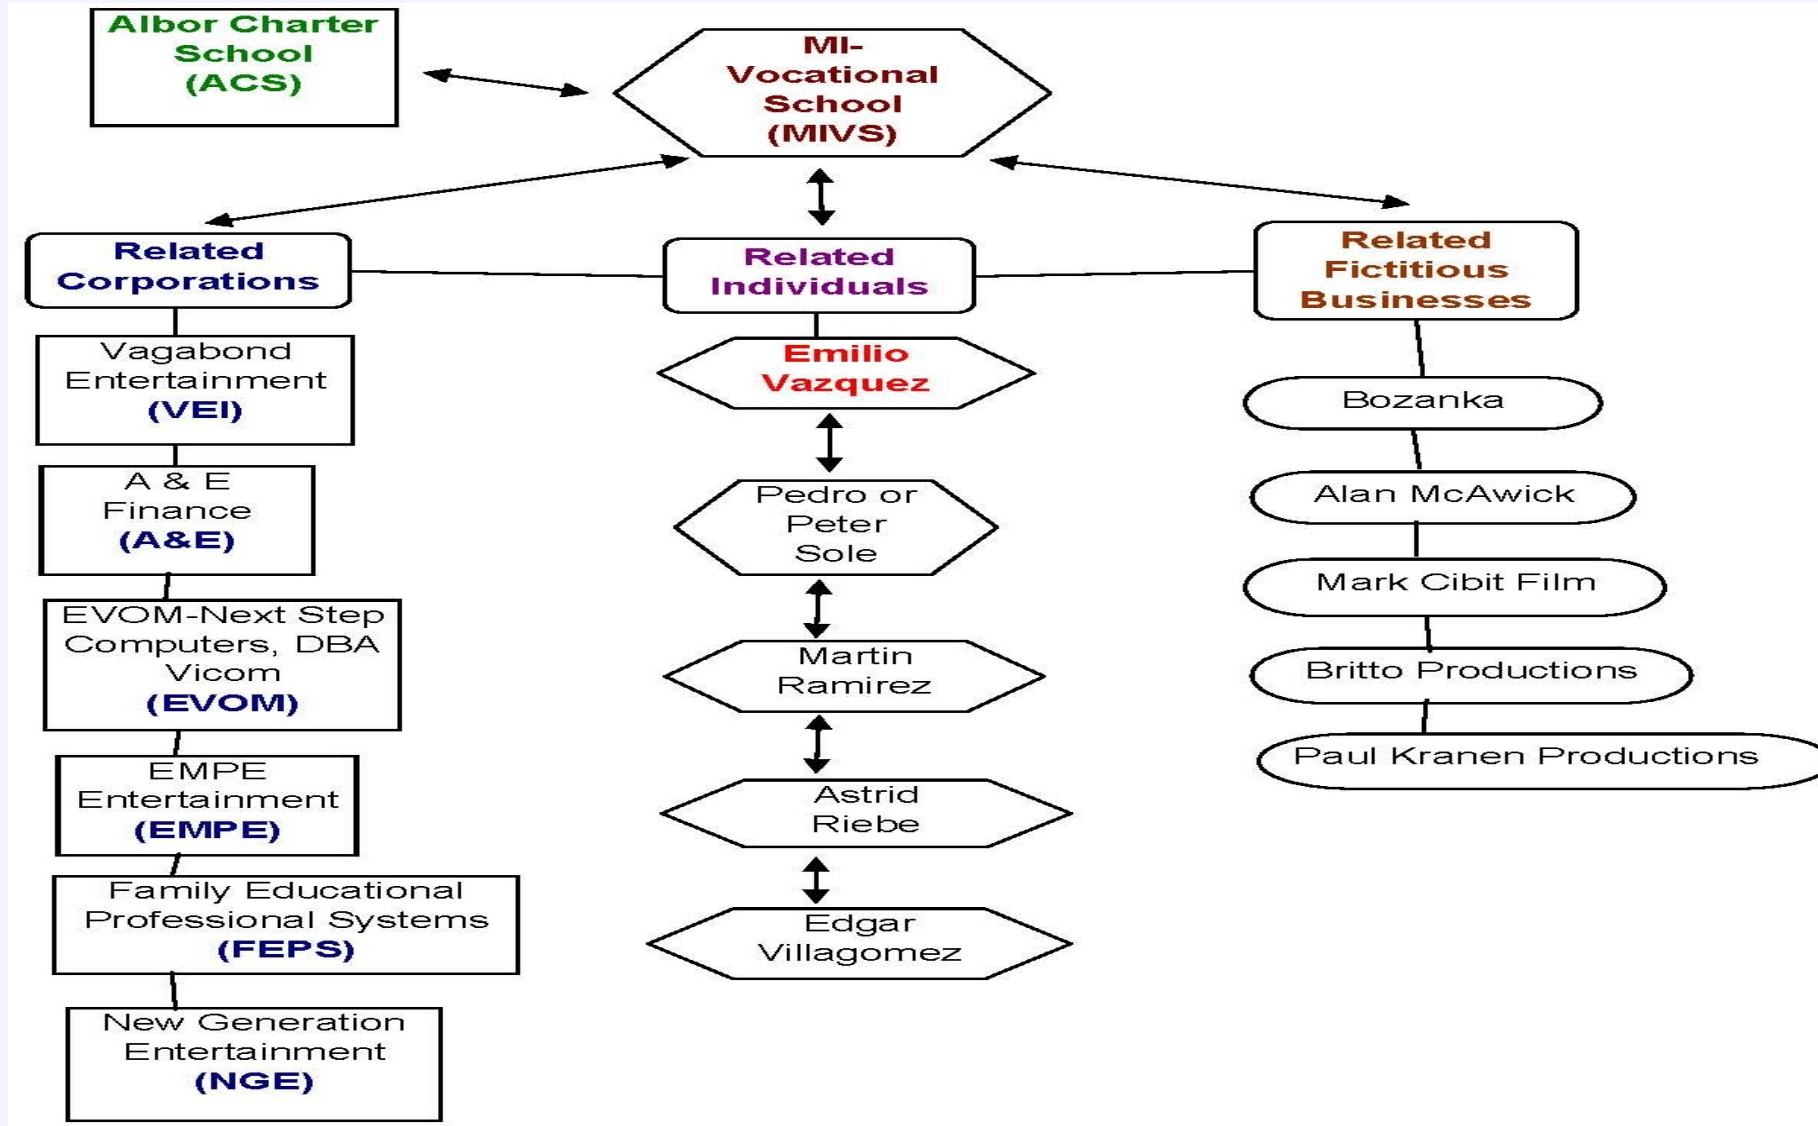 Albor Charter
School
(ACS)
MI-
Vocational
School
(MIVS)
Related
Corporations
Related
Individuals
Related
Fictitious
Businesses
Vagabond
Entertainment
(VEI)
A & E
Finance
(A&E)
EVOM-Next Step
Computers, DBA
Vicom
(EVOM)
EMPE
Entertainment
(EMPE)
Family Educational
Professional Systems
(FEPS)
New Generation
Entertainment
(NGE)
Emilio
Vazquez
Pedro or
Peter
Sole
Martin
Ramirez
Astrid
Riebe
Edgar
Villagomez
Bozanka
Alan McAwick
Mark Cibit Film
Britto Productions
Paul Kranen Productions